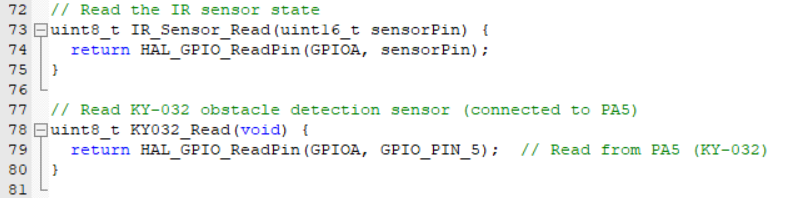 72 // Read the IR sensor state
73 uint8_t IR_Sensor_Read(uint16_t sensorPin) {
74 return HAL_GPIO_ReadPin(GPIOA, sensorPin);
75 }
76
77 // Read KY-032 obstacle detection sensor (connected to PA5)
78 uint8_t KY032_Read(void) {
79 return HAL_GPIO_ReadPin(GPIOA, GPIO_PIN_5); // Read from PA5 (KY-032)
80 }
81